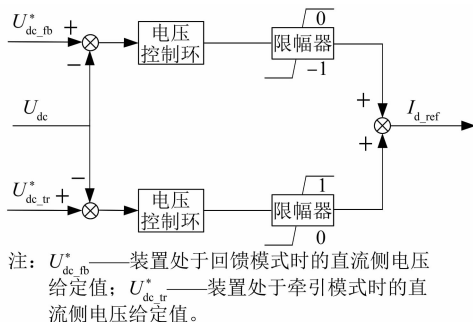 U*dc_fb
+
−
电压
控制环
0
限幅器
−1
Udc
+
+
Id_ref
−
U*dc_tr
+
电压
控制环
1
限幅器
0
注：U*dc_fb——装置处于回馈模式时的直流侧电压
给定值；U*dc_tr——装置处于牵引模式时的直
流侧电压给定值。